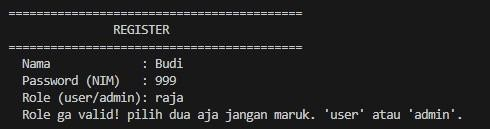 ==========================================
REGISTER
==========================================
Nama : Budi
Password (NIM) : 999
Role (user/admin): raja
Role ga valid! pilih dua aja jangan maruk. 'user' atau 'admin'.